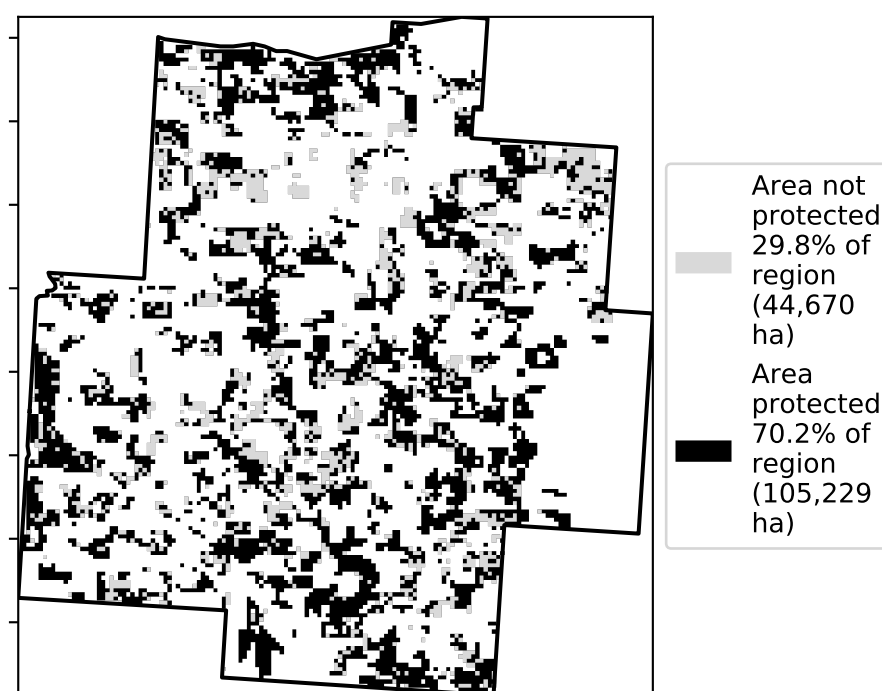 Area not
protected
29.8% of
region
(44,670
ha)
Area
protected
70.2% of
region
(105,229
ha)